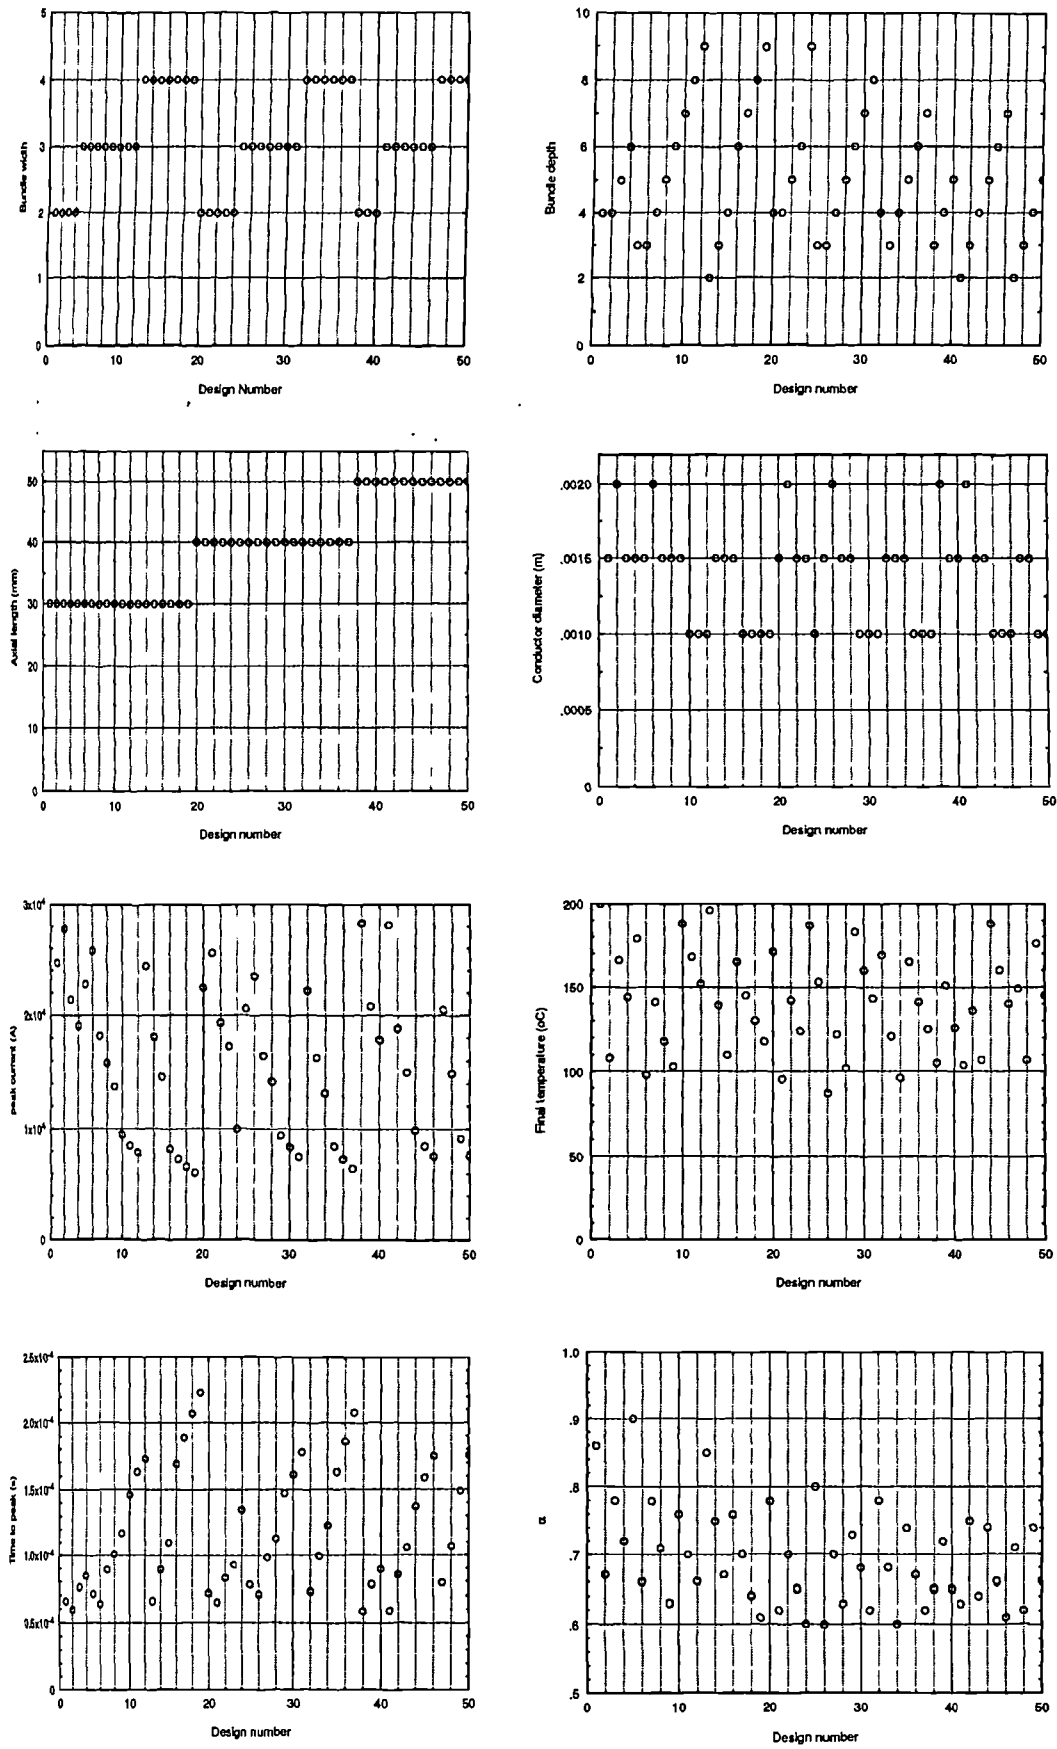 5
4
3
2
1
0
Bundle width
0 10 20 30 40 50
Design Number
10
8
6
4
2
0
Bundle depth
0 10 20 30 40 50
Design number
50
40
30
20
10
0
Axial length (mm)
0 10 20 30 40 50
Design number
.0020
.0015
.0010
.0005
0
Conductor diameter (m)
0 10 20 30 40 50
Design number
3x10⁴
2x10⁴
1x10⁴
0
peak current (A)
0 10 20 30 40 50
Design number
200
150
100
50
0
Final temperature (oC)
0 10 20 30 40 50
Design number
2.5x10⁻⁴
2.0x10⁻⁴
1.5x10⁻⁴
1.0x10⁻⁴
0.5x10⁻⁴
0
Time to peak (s)
0 10 20 30 40 50
Design number
1.0
.9
.8
.7
.6
.5
α
0 10 20 30 40 50
Design number